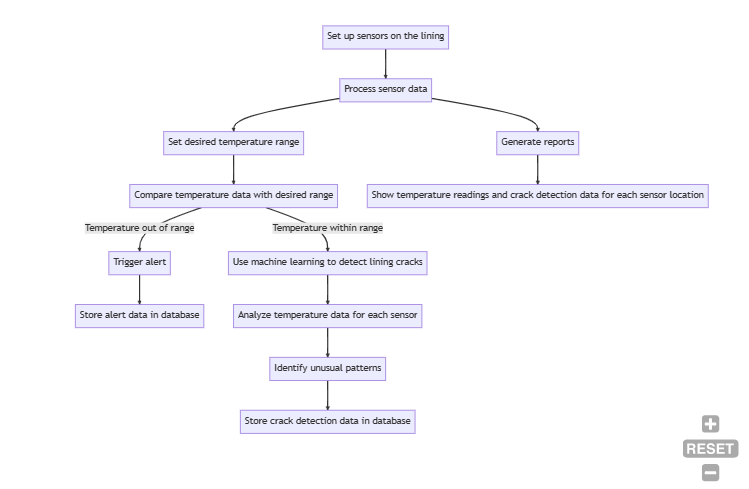 Set up sensors on the lining
Process sensor data
Set desired temperature range
Generate reports
Compare temperature data with desired range
Show temperature readings and crack detection data for each sensor location
Temperature out of range
Temperature within range
Trigger alert
Use machine learning to detect lining cracks
Store alert data in database
Analyze temperature data for each sensor
Identify unusual patterns
Store crack detection data in database
RESET